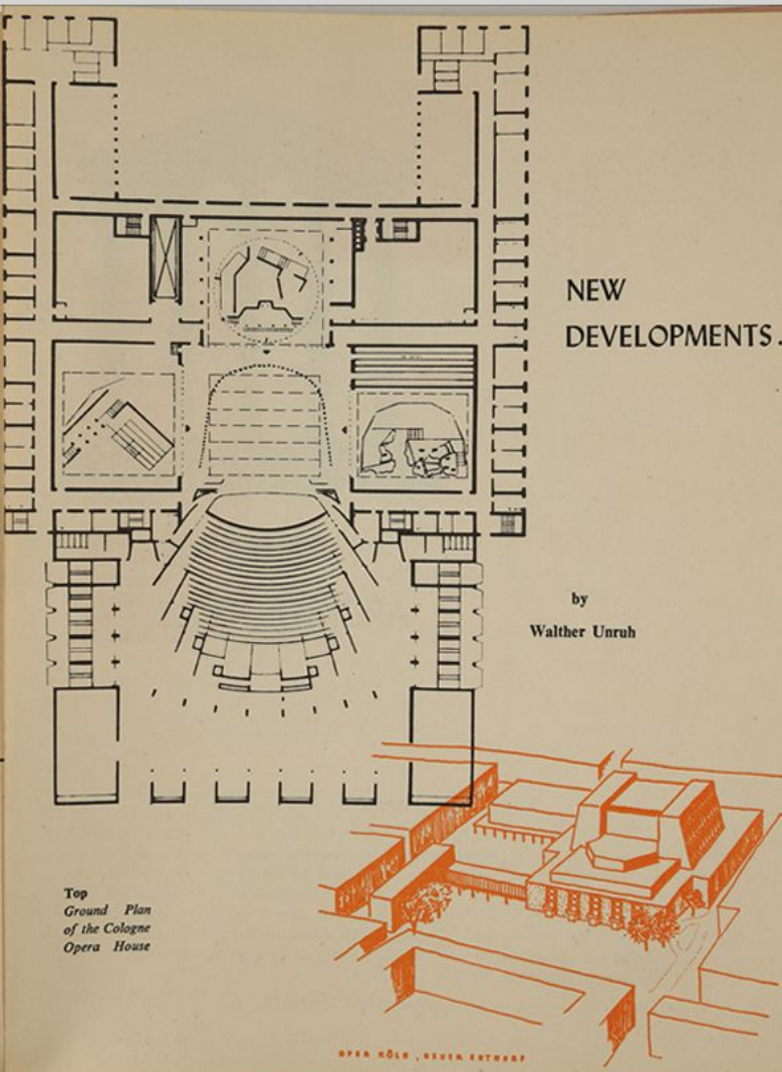 NEW
DEVELOPMENTS.
by
Walther Unruh
Top
Ground Plan
of the Cologne
Opera House
OPER KÖLN , NEUER ENTWURF